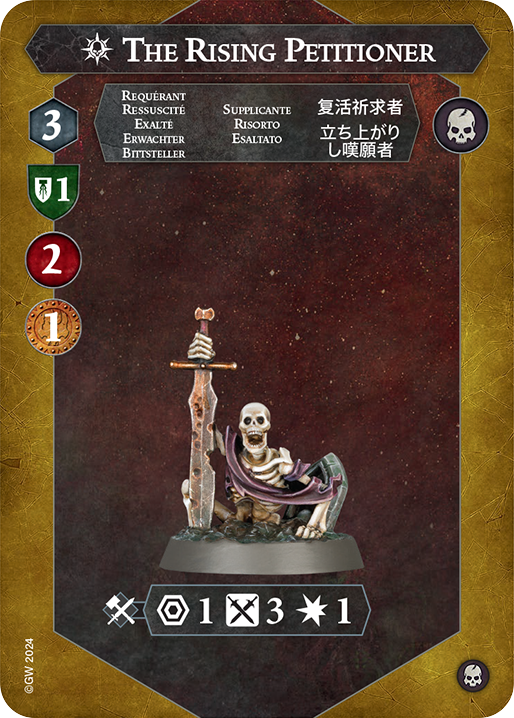 The Rising Petitioner
Requérant
Ressuscité
Exalté
Erwachter
Bittsteller
Supplicante
Risorto
Esaltato
复活祈求者
立ち上がり
し嘆願者
3
1
2
1
1 3 1
©GW 2024